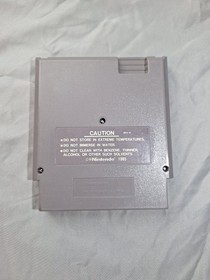 CAUTION
●DO NOT STORE IN EXTREME TEMPERATURES.
●DO NOT IMMERSE IN WATER.
●DO NOT CLEAN WITH BENZENE, THINNER,
ALCOHOL OR OTHER SUCH SOLVENTS.
©Nintendo 1985